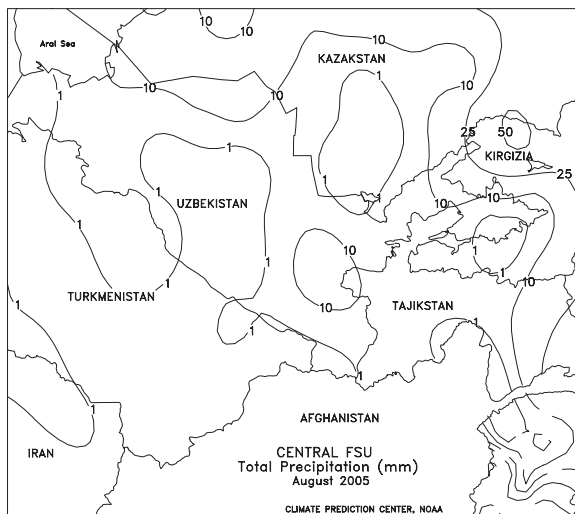 10 10
Aral Sea
KAZAKSTAN
10
1
1
10
10
25 50
KIRGIZIA
1
UZBEKISTAN
1
25
1
1
10
10
1
10
1
1
1
1
TURKMENISTAN
10
TAJIKSTAN
10
1
1
1
1
AFGHANISTAN
IRAN
CENTRAL FSU
Total Precipitation (mm)
August 2005
CLIMATE PREDICTION CENTER, NOAA